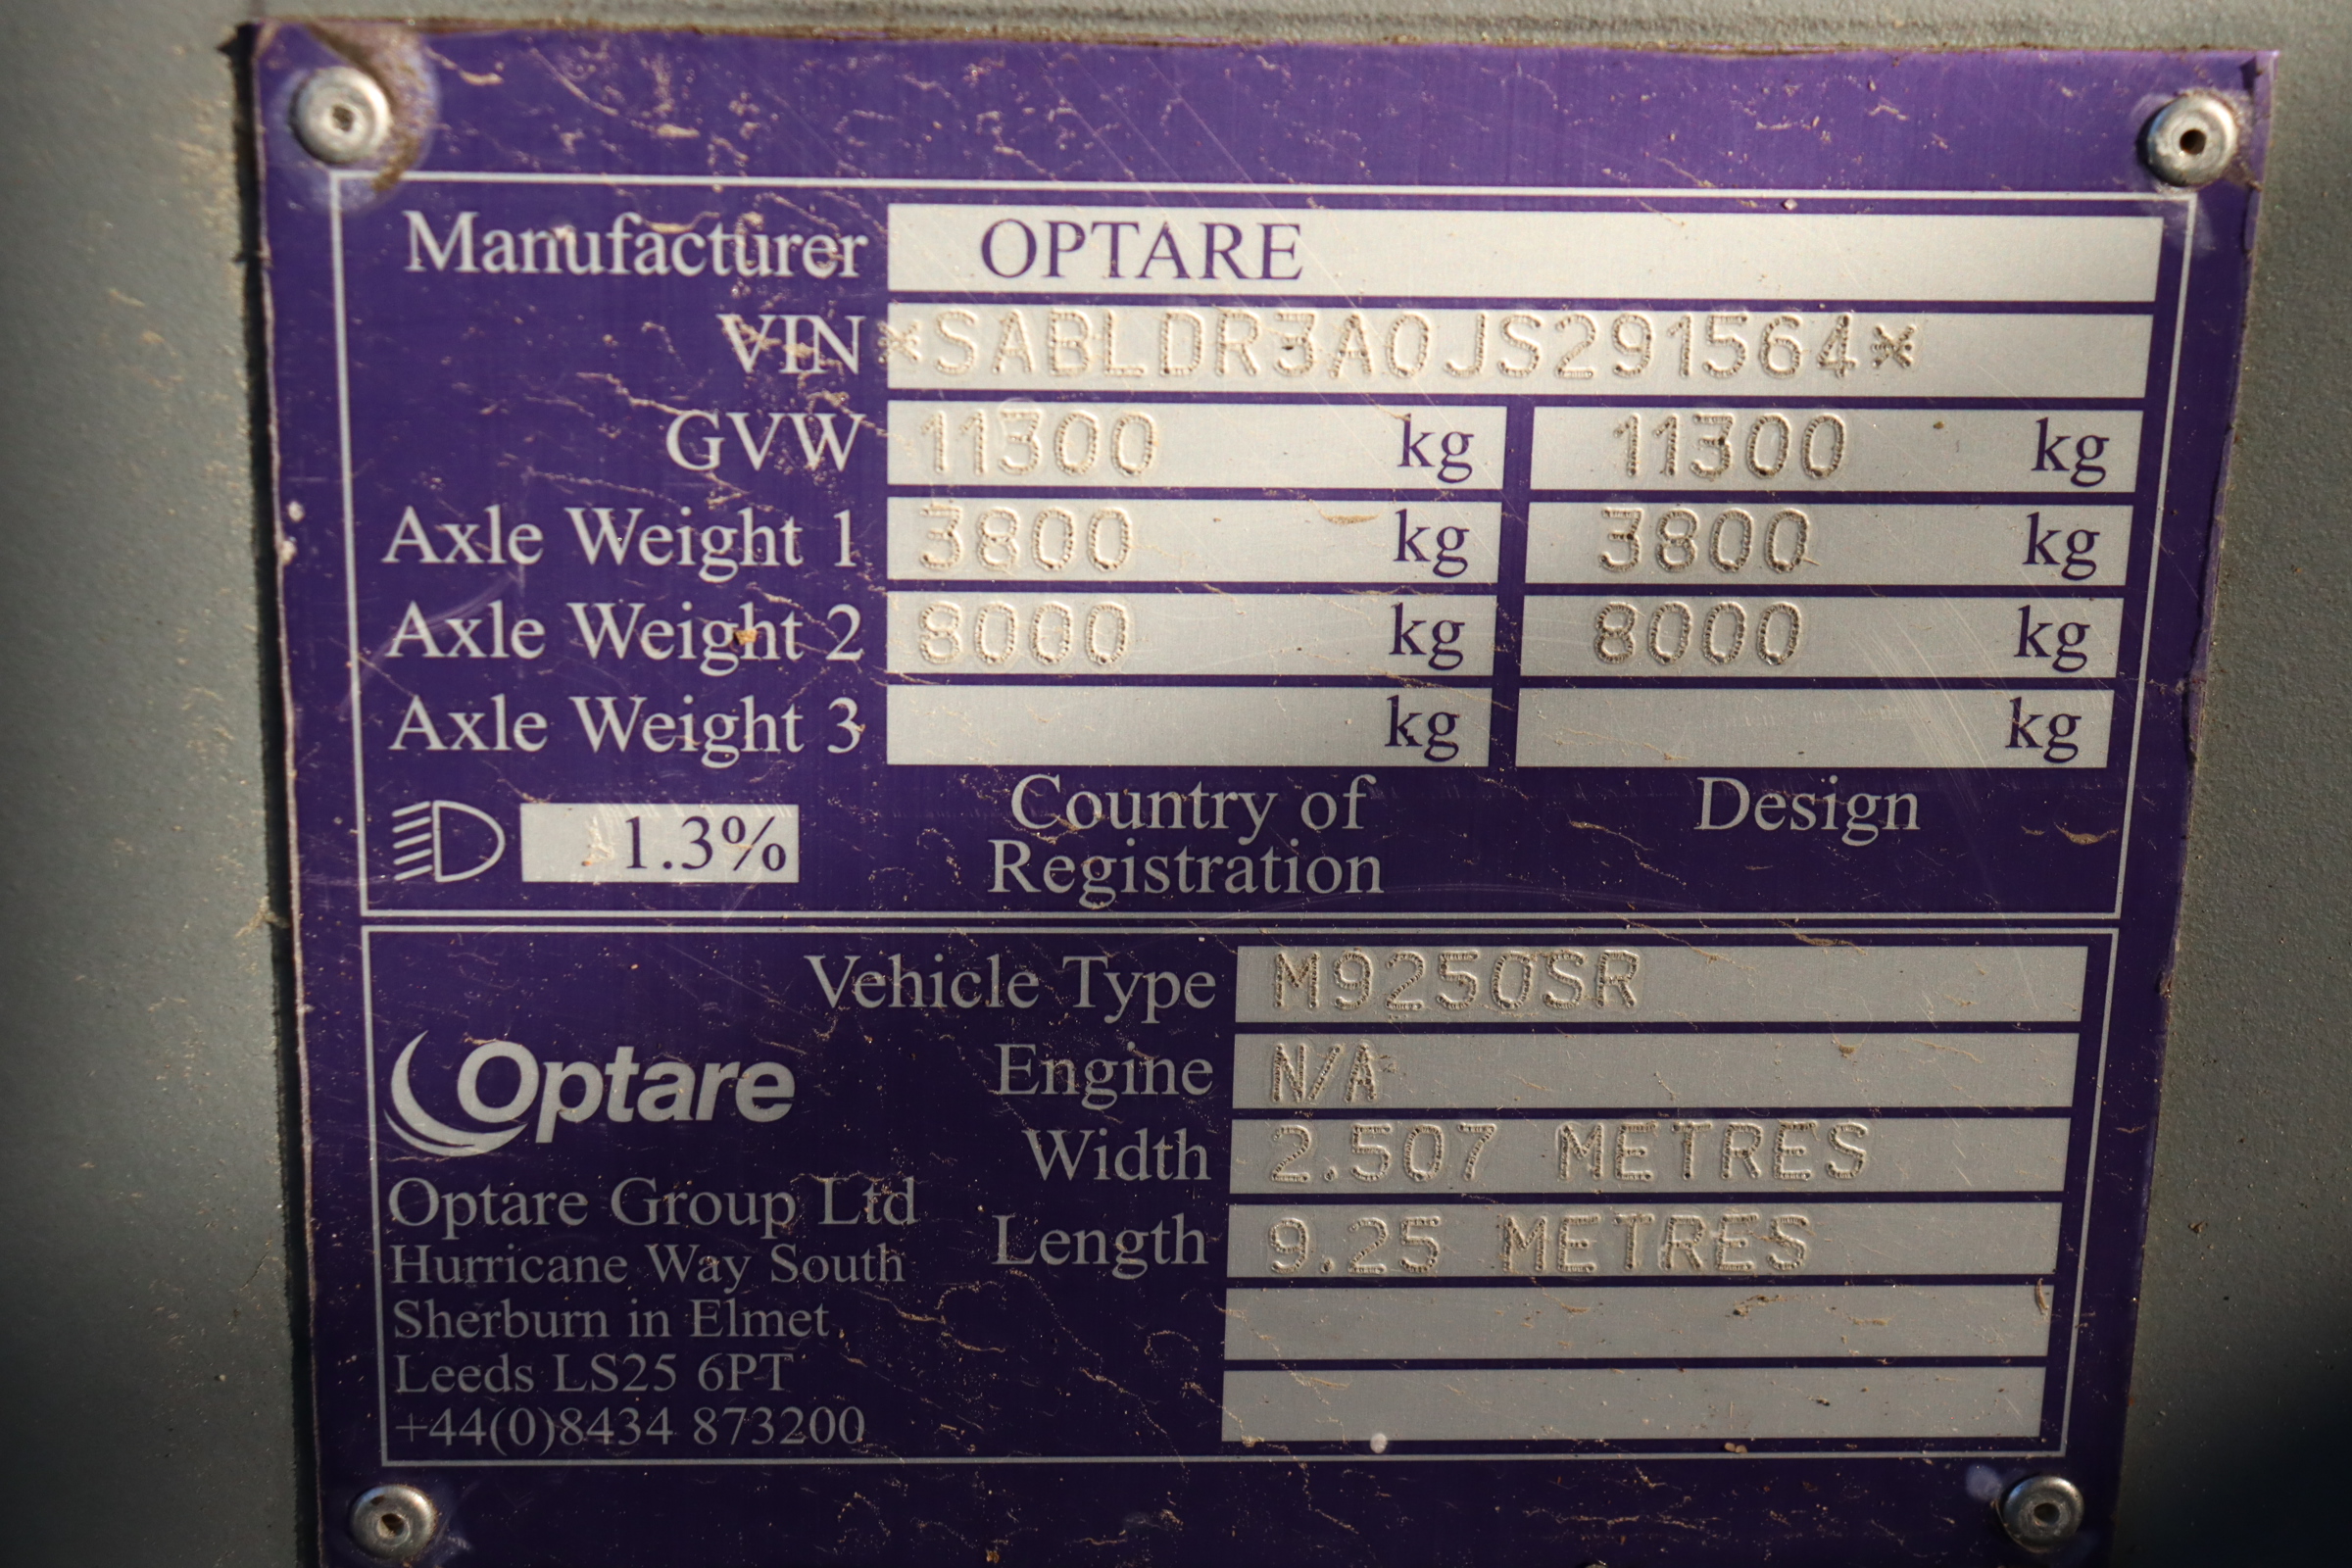 Manufacturer OPTARE
VIN *SABLDR3A0JS291564*
GVW 11300 kg 11300 kg
Axle Weight 1 3800 kg 3800 kg
Axle Weight 2 8000 kg 8000 kg
Axle Weight 3 kg kg
1.3% Country of Registration Design
Vehicle Type M9250SR
Engine N/A
Width 2.507 METRES
Length 9.25 METRES
Optare
Optare Group Ltd
Hurricane Way South
Sherburn in Elmet
Leeds LS25 6PT
+44(0)8434 873200